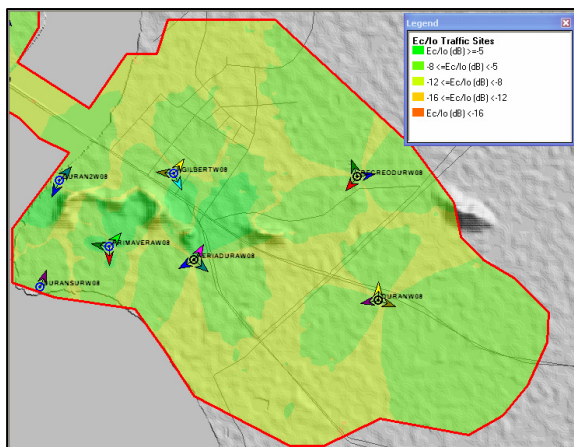 Legend
Ec/Io Traffic Sites
Ec/Io (dB) >=-5
-8 <=Ec/Io (dB) <-5
-12 <=Ec/Io (dB) <-8
-16 <=Ec/Io (dB) <-12
Ec/Io (dB) <-16
GILBERTW08
RECREODURW08
DURAN2W08
PRIMAVERAW08
FERIADURAW08
DURANSURW08
DURANW08